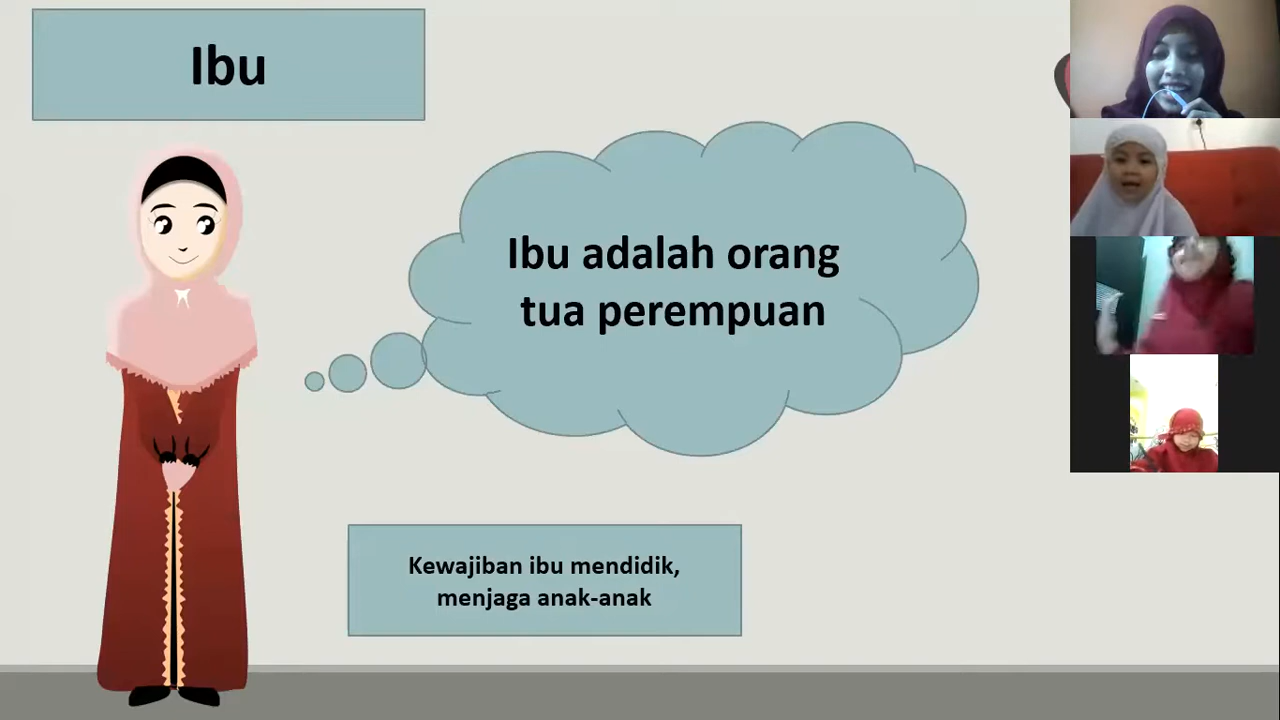 Ibu
Ibu adalah orang
tua perempuan
Kewajiban ibu mendidik,
menjaga anak-anak